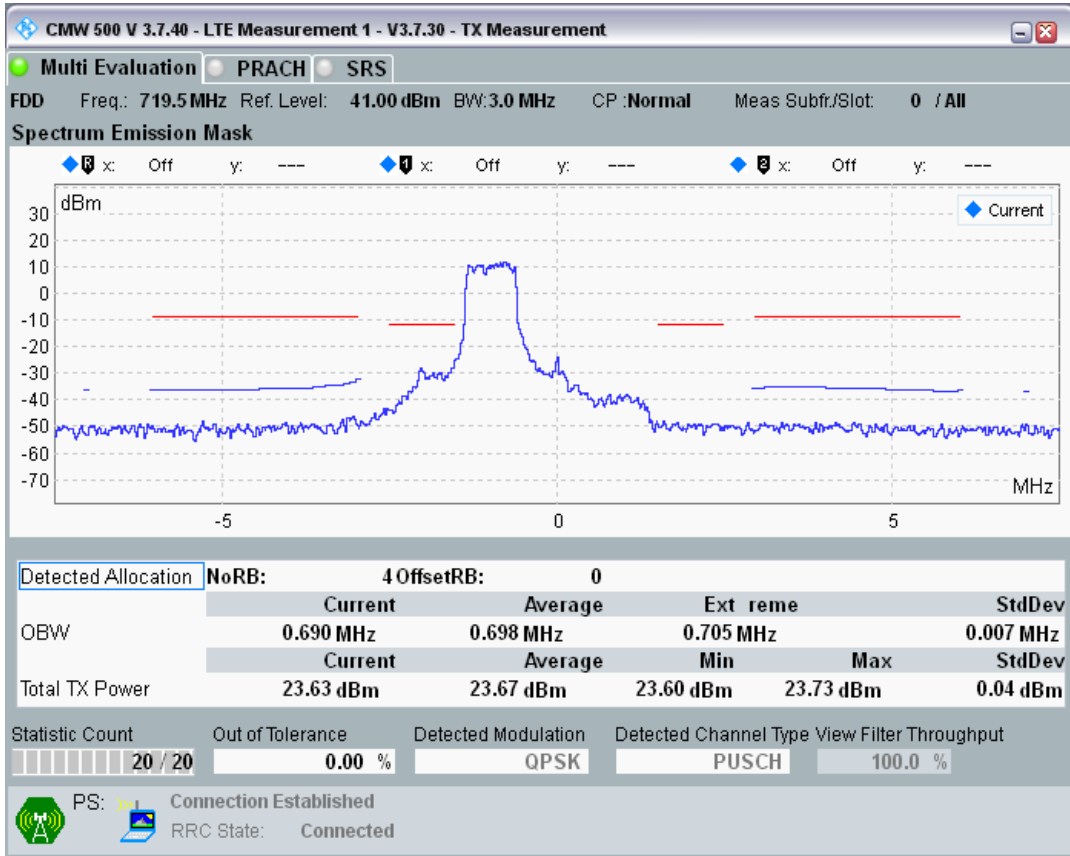 CMW 500 V 3.7.40 - LTE Measurement 1 - V3.7.30 - TX Measurement
Multi Evaluation PRACH SRS
FDD Freq.: 719.5 MHz Ref. Level: 41.00 dBm BW: 3.0 MHz CP :Normal Meas Subfr./Slot: 0 / All
Spectrum Emission Mask
R x: Off y: --- 1 x: Off y: --- 2 x: Off y: ---
dBm
Current
30
20
10
0
-10
-20
-30
-40
-50
-60
-70
MHz
-5 0 5
Detected Allocation NoRB: 4 OffsetRB: 0
Current Average Ext reme StdDev
OBW 0.690 MHz 0.698 MHz 0.705 MHz 0.007 MHz
Current Average Min Max StdDev
Total TX Power 23.63 dBm 23.67 dBm 23.60 dBm 23.73 dBm 0.04 dBm
Statistic Count Out of Tolerance Detected Modulation Detected Channel Type View Filter Throughput
20 / 20 0.00 % QPSK PUSCH 100.0 %
PS: Connection Established
RRC State: Connected